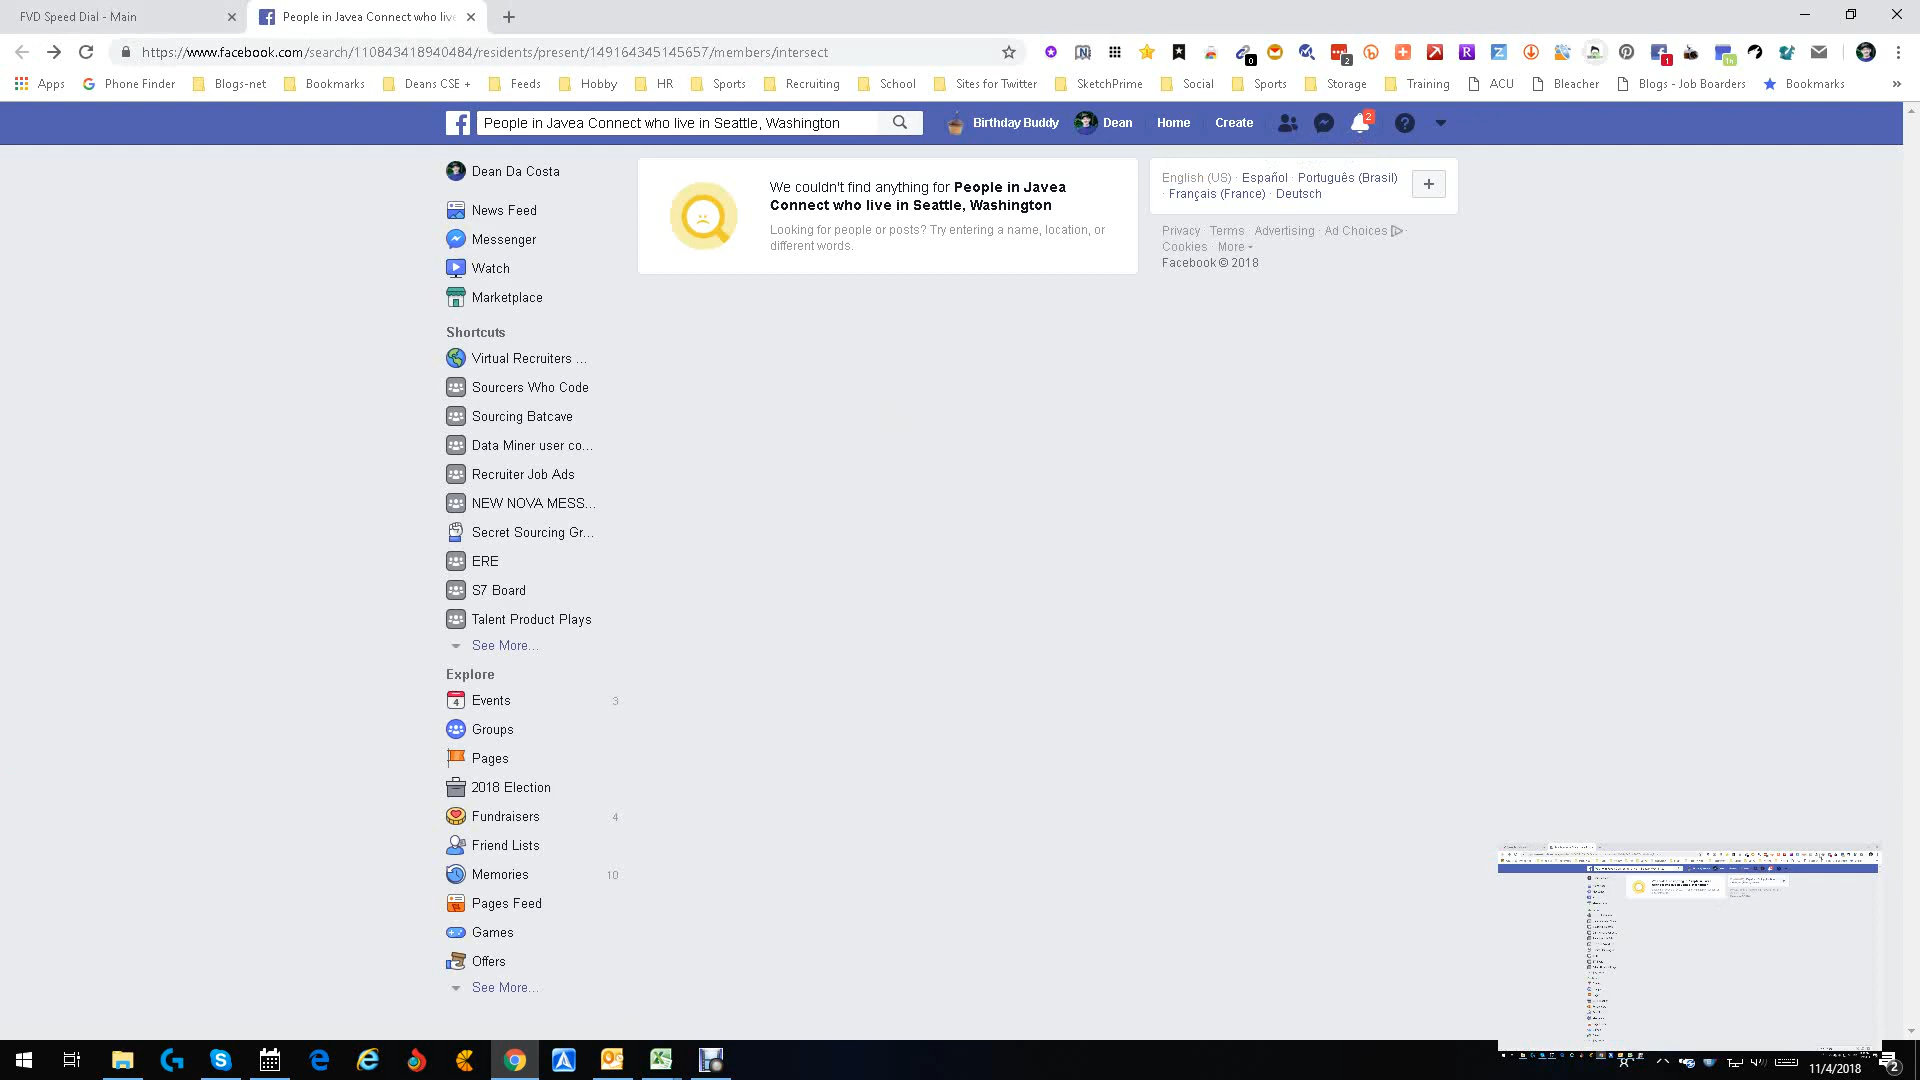 FVD Speed Dial - Main
People in Javea Connect who live
https://www.facebook.com/search/110843418940484/residents/present/149164345145657/members/intersect
0
2
1
1h
Apps
Phone Finder
Blogs-net
Bookmarks
Deans CSE +
Feeds
Hobby
HR
Sports
Recruiting
School
Sites for Twitter
SketchPrime
Social
Sports
Storage
Training
ACU
Bleacher
Blogs - Job Boarders
Bookmarks
People in Javea Connect who live in Seattle, Washington
Birthday Buddy
Dean
Home
Create
2
Dean Da Costa
News Feed
Messenger
Watch
Marketplace
Shortcuts
Virtual Recruiters ...
Sourcers Who Code
Sourcing Batcave
Data Miner user co...
Recruiter Job Ads
NEW NOVA MESS...
Secret Sourcing Gr...
ERE
S7 Board
Talent Product Plays
See More...
Explore
Events 3
Groups
Pages
2018 Election
Fundraisers 4
Friend Lists
Memories 10
Pages Feed
Games
Offers
See More...
We couldn't find anything for People in Javea
Connect who live in Seattle, Washington
Looking for people or posts? Try entering a name, location, or
different words.
English (US) · Español · Português (Brasil)
· Français (France) · Deutsch
Privacy · Terms · Advertising · Ad Choices ·
Cookies · More
Facebook © 2018
11/4/2018
2